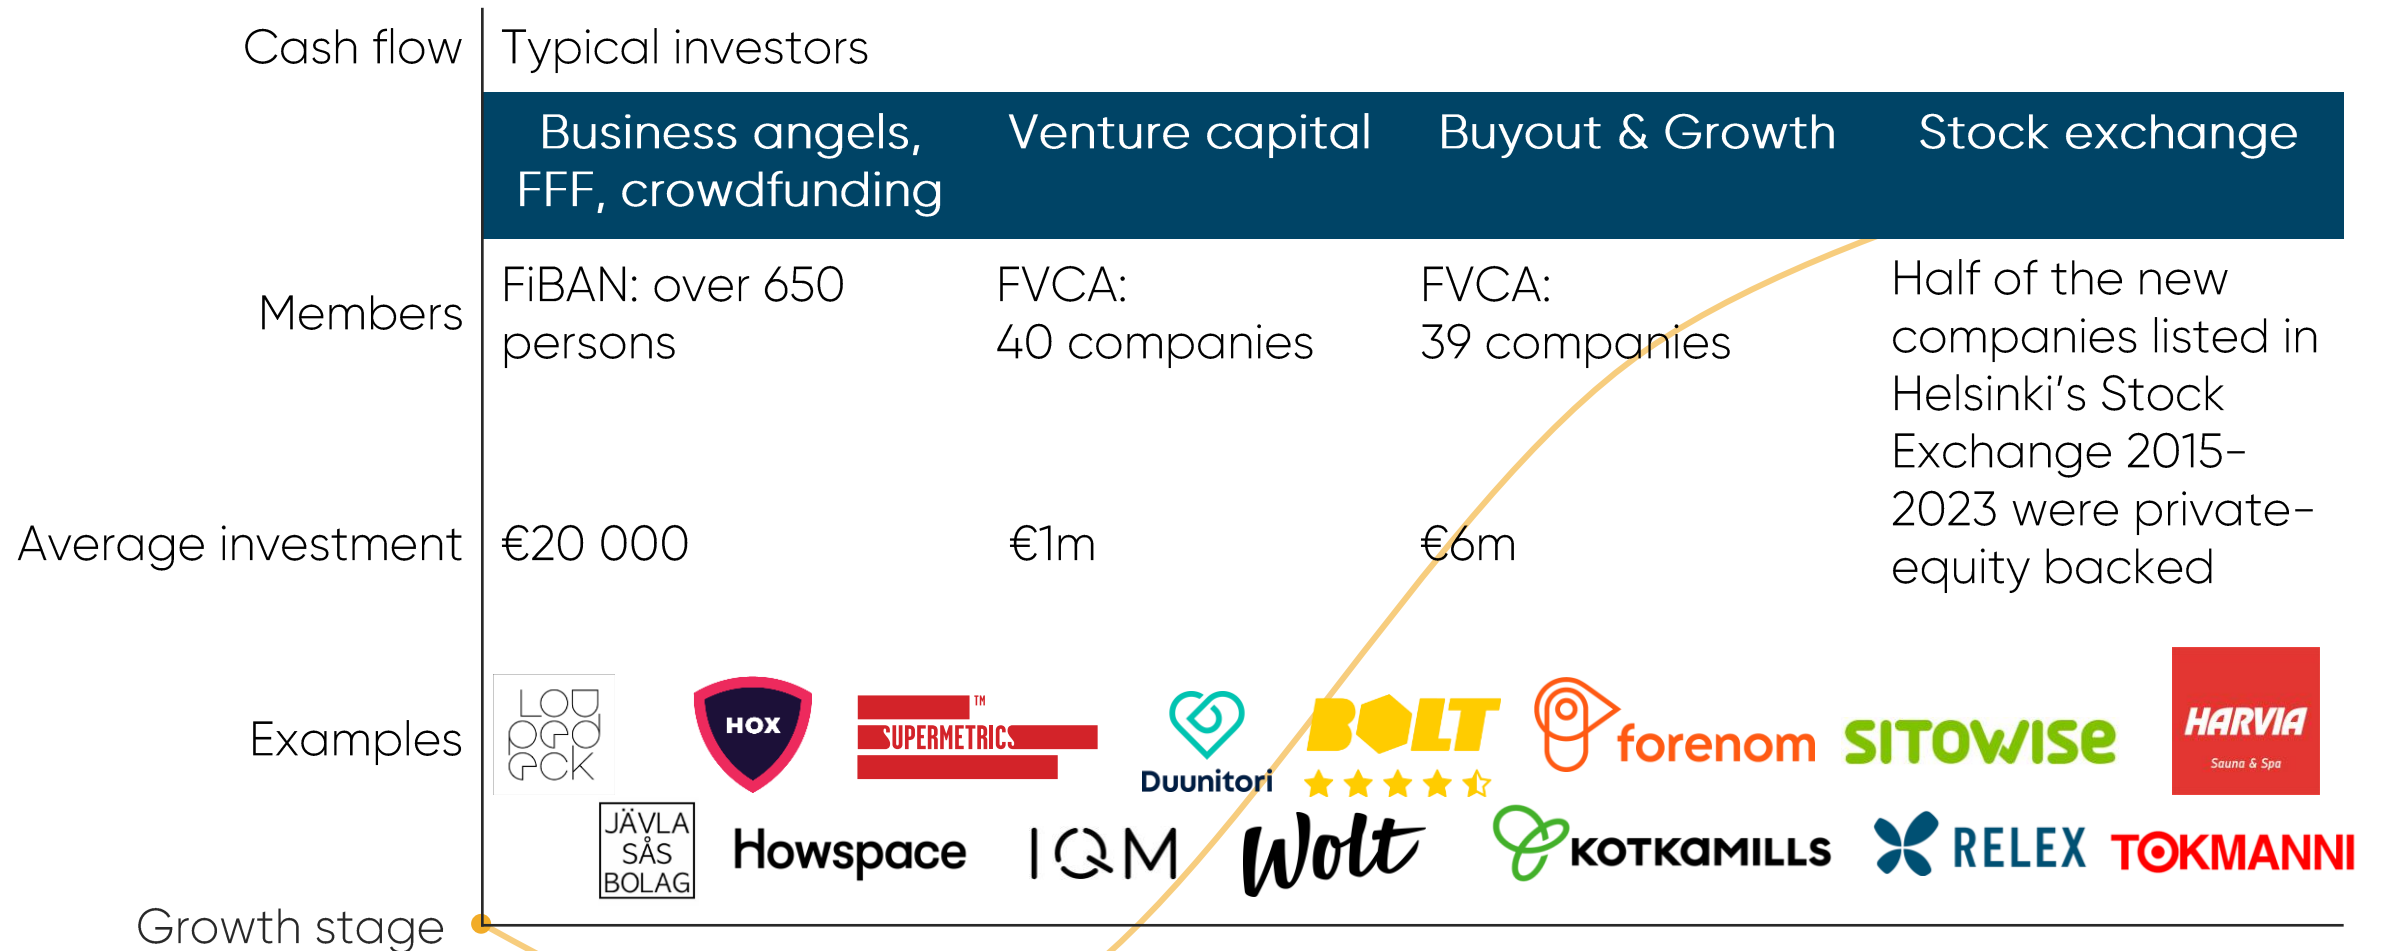 Cash flow
Typical investors
Business angels,
FFF, crowdfunding
Venture capital
Buyout & Growth
Stock exchange
Members
FiBAN: over 650
persons
FVCA:
40 companies
FVCA:
39 companies
Half of the new
companies listed in
Helsinki's Stock
Exchange 2015-
2023 were private-
equity backed
Average investment
€20 000
€1m
€6m
Examples
LOU
PED
ECK
HOX
SUPERMETRICS™
Duunitori
BOLT
forenom
SITOWISE
HARVIA
Sauna & Spa
JÄVLA
SÅS
BOLAG
Howspace
IQM
Wolt
KOTKAMILLS
RELEX
TOKMANNI
Growth stage